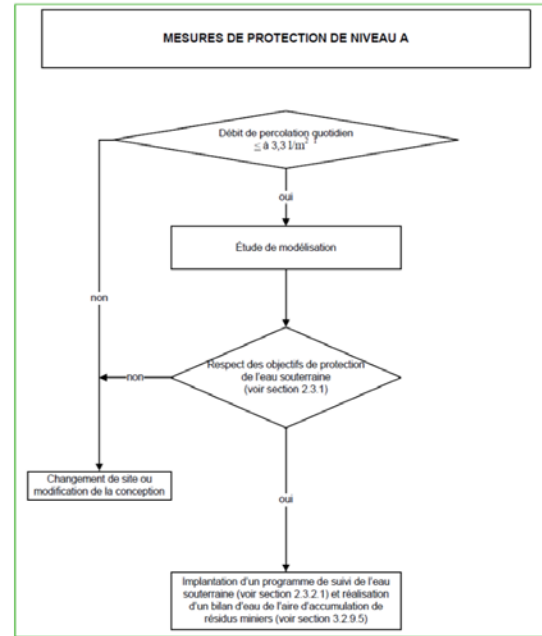 MESURES DE PROTECTION DE NIVEAU A
Débit de percolation quotidien
≤ à 3,3 l/m² ?
oui
Étude de modélisation
non
Respect des objectifs de protection
de l'eau souterraine
(voir section 2.3.1)
non
Changement de site ou
modification de la conception
oui
Implantation d'un programme de suivi de l'eau
souterraine (voir section 2.3.2.1) et réalisation
d'un bilan d'eau de l'aire d'accumulation de
résidus miniers (voir section 3.2.9.5)